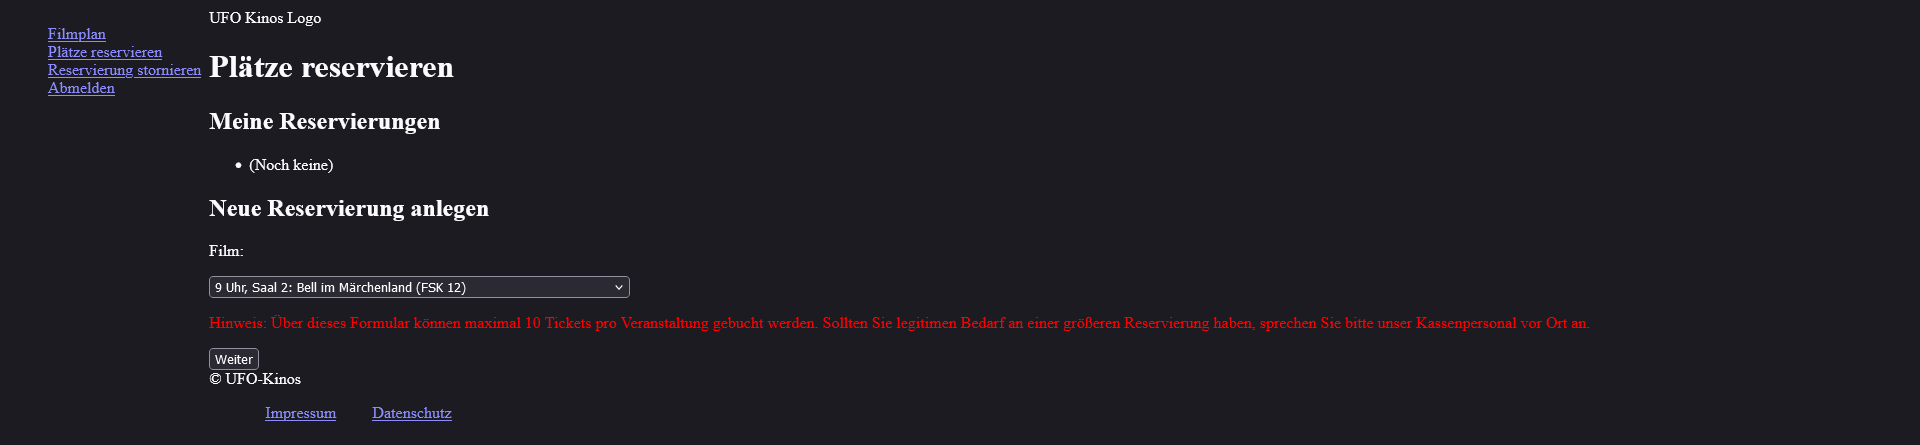 UFO Kinos Logo
Filmplan
Plätze reservieren
Reservierung stornieren
Abmelden
Plätze reservieren
Meine Reservierungen
(Noch keine)
Neue Reservierung anlegen
Film:
9 Uhr, Saal 2: Bell im Märchenland (FSK 12)
Hinweis: Über dieses Formular können maximal 10 Tickets pro Veranstaltung gebucht werden. Sollten Sie legitimen Bedarf an einer größeren Reservierung haben, sprechen Sie bitte unser Kassenpersonal vor Ort an.
Weiter
© UFO-Kinos
Impressum Datenschutz